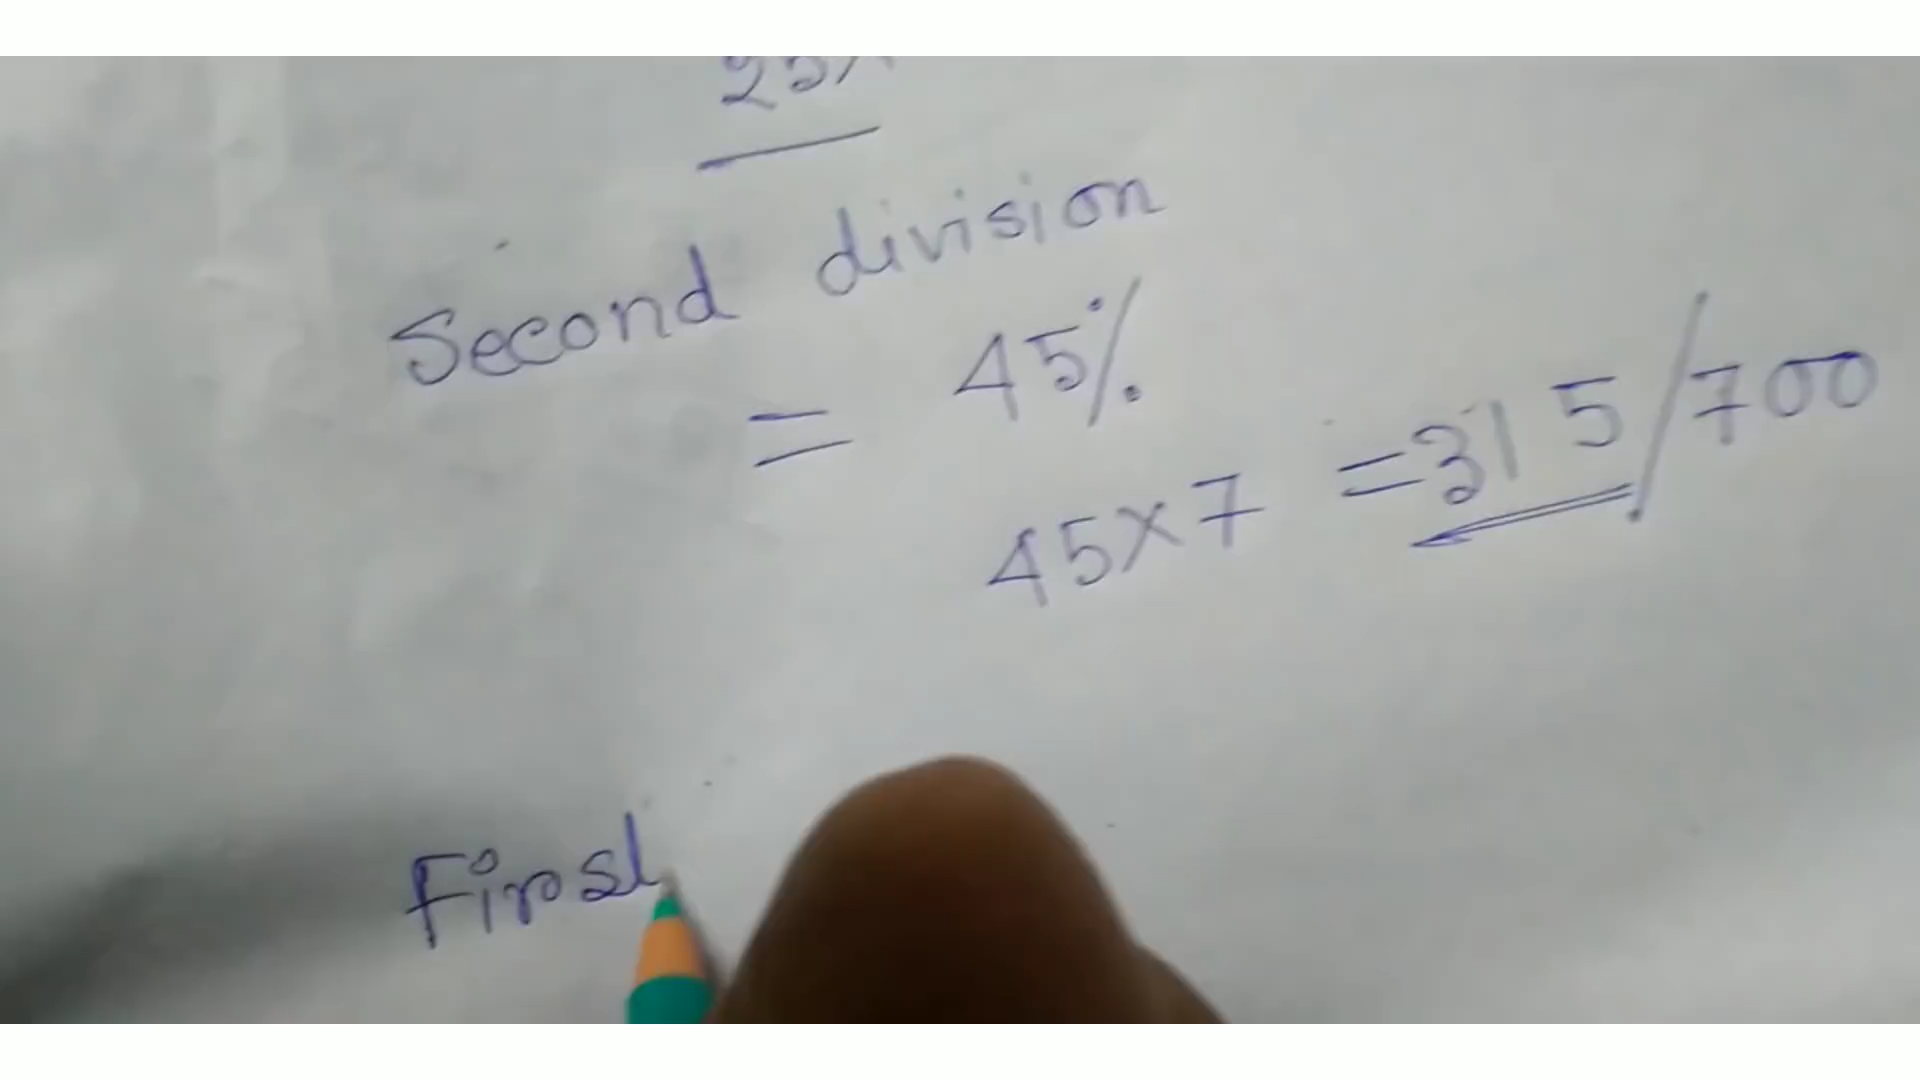 Second division
= 45%
45x7 = 315/700
First